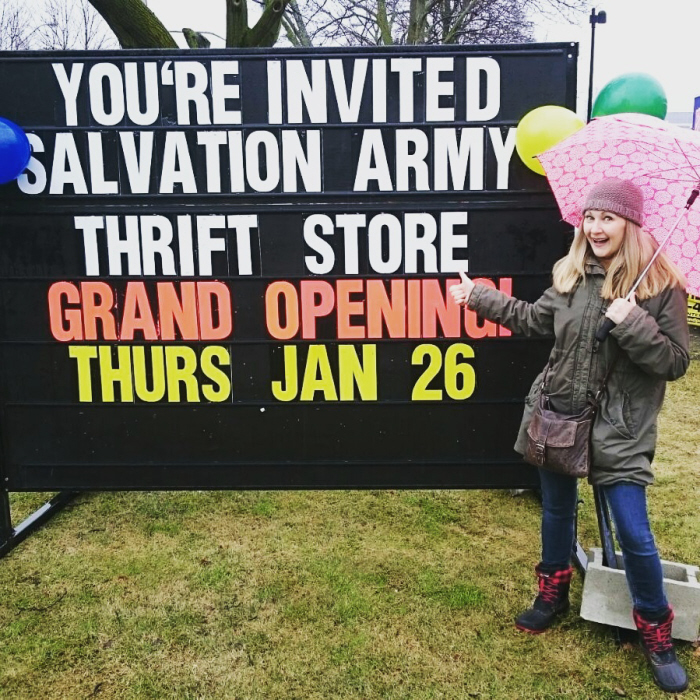 YOU'RE INVITED
SALVATION ARMY
THRIFT STORE
GRAND OPENING!
THURS JAN 26